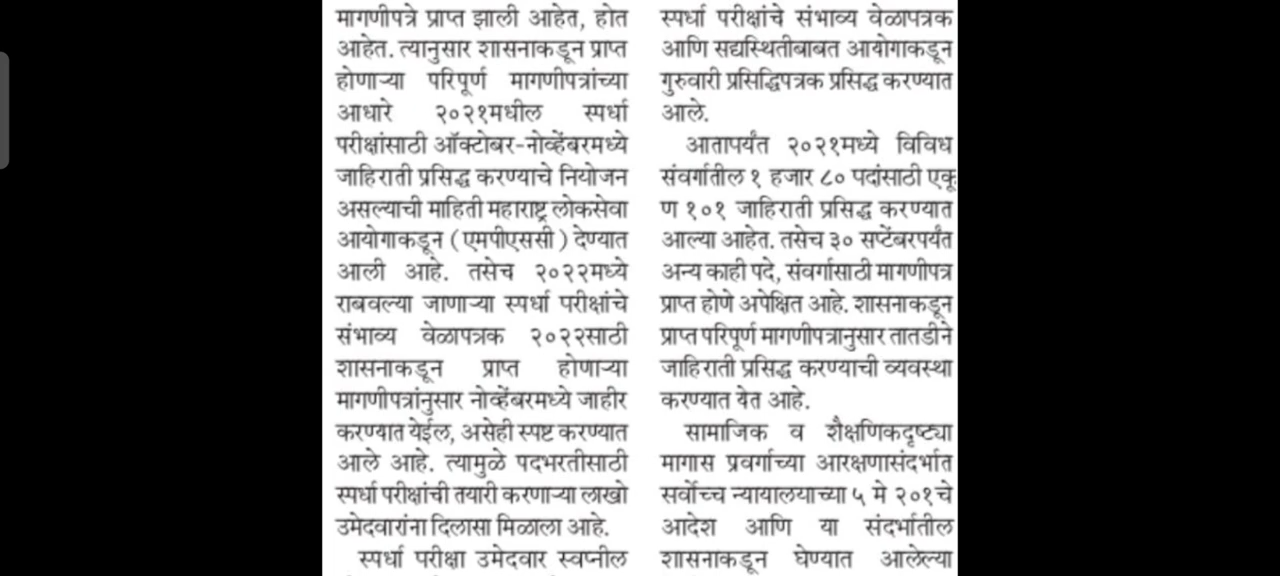 मागणीपत्रे प्राप्त झाली आहेत, होत
आहेत. त्यानुसार शासनाकडून प्राप्त
होणाऱ्या परिपूर्ण मागणीपत्रांच्या
आधारे २०२१मधील स्पर्धा
परीक्षांसाठी ऑक्टोबर-नोव्हेंबरमध्ये
जाहिराती प्रसिद्ध करण्याचे नियोजन
असल्याची माहिती महाराष्ट्र लोकसेवा
आयोगाकडून (एमपीएससी) देण्यात
आली आहे. तसेच २०२२मध्ये
राबवल्या जाणाऱ्या स्पर्धा परीक्षांचे
संभाव्य वेळापत्रक २०२२साठी
शासनाकडून प्राप्त होणाऱ्या
मागणीपत्रांनुसार नोव्हेंबरमध्ये जाहीर
करण्यात येईल, असेही स्पष्ट करण्यात
आले आहे. त्यामुळे पदभरतीसाठी
स्पर्धा परीक्षांची तयारी करणाऱ्या लाखो
उमेदवारांना दिलासा मिळाला आहे.
स्पर्धा परीक्षा उमेदवार स्वप्नील
स्पर्धा परीक्षांचे संभाव्य वेळापत्रक
आणि सद्यस्थितीबाबत आयोगाकडून
गुरुवारी प्रसिद्धिपत्रक प्रसिद्ध करण्यात
आले.
आतापर्यंत २०२१मध्ये विविध
संवर्गातील १ हजार ८० पदांसाठी एकू
ण १०१ जाहिराती प्रसिद्ध करण्यात
आल्या आहेत. तसेच ३० सप्टेंबरपर्यंत
अन्य काही पदे, संवर्गासाठी मागणीपत्र
प्राप्त होणे अपेक्षित आहे. शासनाकडून
प्राप्त परिपूर्ण मागणीपत्रानुसार तातडीने
जाहिराती प्रसिद्ध करण्याची व्यवस्था
करण्यात येत आहे.
सामाजिक व शैक्षणिकदृष्ट्या
मागास प्रवर्गाच्या आरक्षणासंदर्भात
सर्वोच्च न्यायालयाच्या ५ मे २०१चे
आदेश आणि या संदर्भातील
शासनाकडून घेण्यात आलेल्या